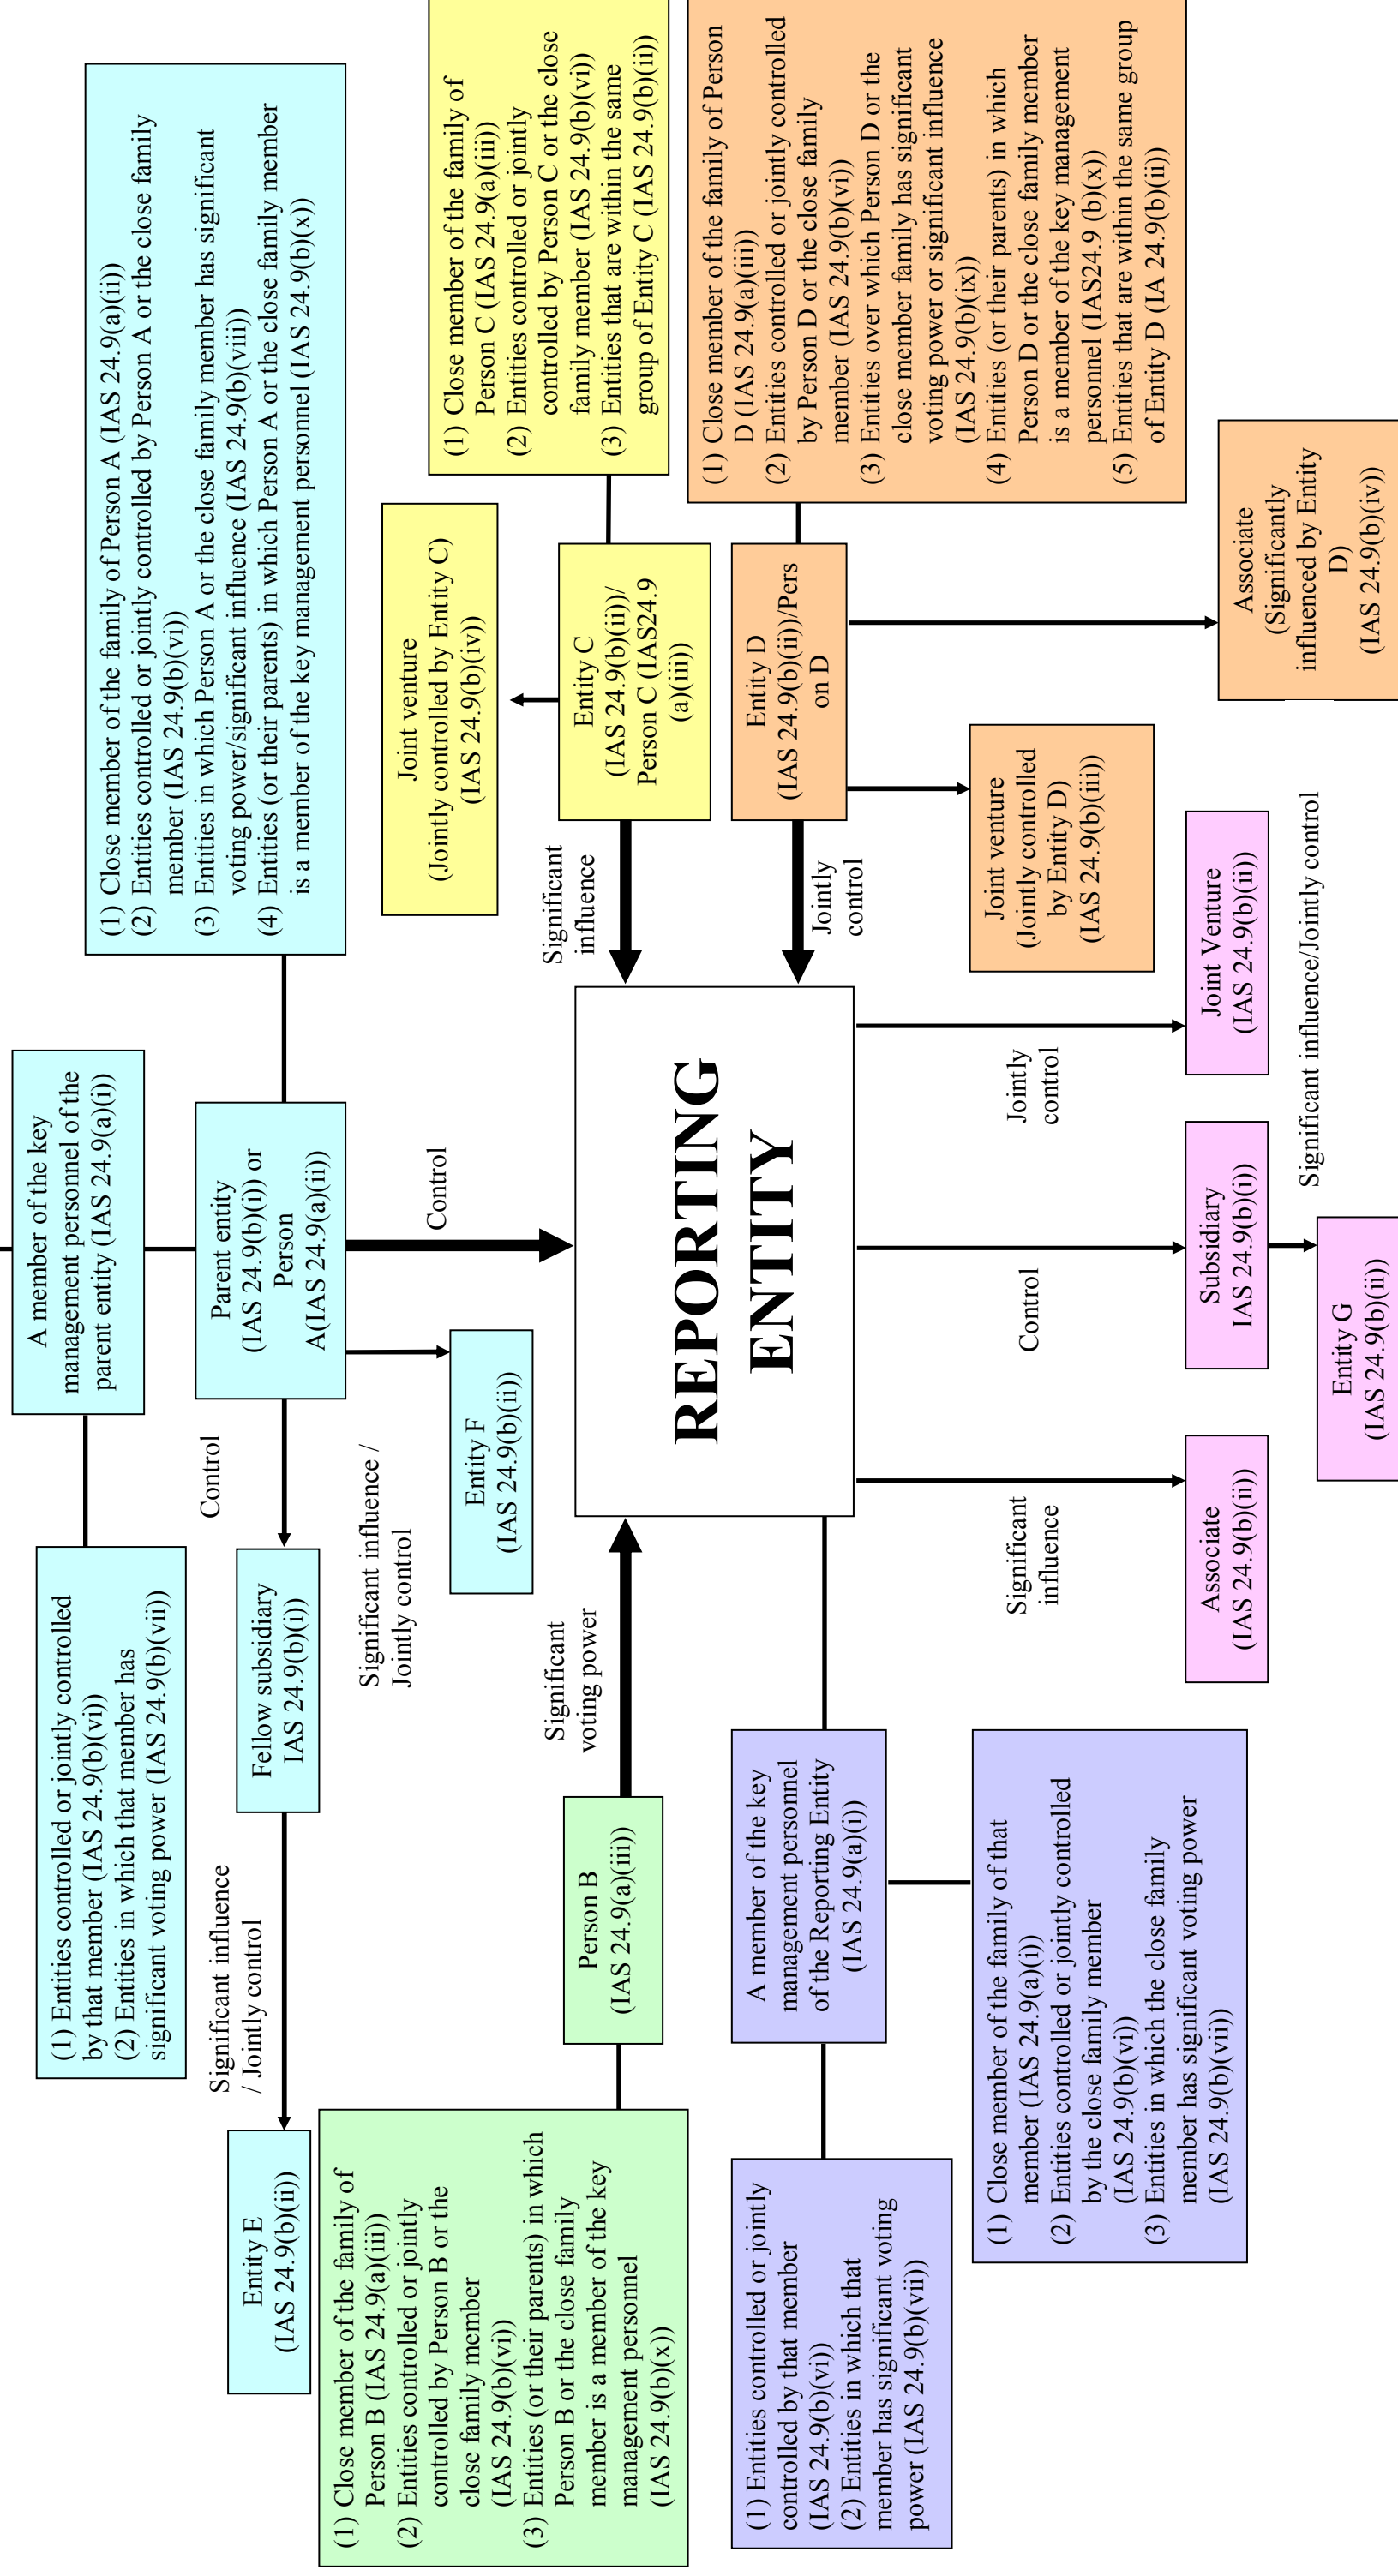 A member of the key
management personnel of the
parent entity (IAS 24.9(a)(i))
(1) Entities controlled or jointly controlled
by that member (IAS 24.9(b)(vi))
(2) Entities in which that member has
significant voting power (IAS 24.9(b)(vii))
(1) Close member of the family of Person A (IAS 24.9(a)(ii))
(2) Entities controlled or jointly controlled by Person A or the close family
member (IAS 24.9(b)(vi))
(3) Entities in which Person A or the close family member has significant
voting power/significant influence (IAS 24.9(b)(viii))
(4) Entities (or their parents) in which Person A or the close family member
is a member of the key management personnel (IAS 24.9(b)(x))
Parent entity
(IAS 24.9(b)(i)) or
Person
A(IAS 24.9(a)(ii))
Control
Fellow subsidiary
IAS 24.9(b)(i))
Significant influence
/ Jointly control
Entity E
(IAS 24.9(b)(ii))
Significant influence /
Jointly control
Entity F
(IAS 24.9(b)(ii))
Control
Joint venture
(Jointly controlled by Entity C)
(IAS 24.9(b)(iv))
(1) Close member of the family of
Person C (IAS 24.9(a)(iii))
(2) Entities controlled or jointly
controlled by Person C or the close
family member (IAS 24.9(b)(vi))
(3) Entities that are within the same
group of Entity C (IAS 24.9(b)(ii))
(1) Close member of the family of
Person B (IAS 24.9(a)(iii))
(2) Entities controlled or jointly
controlled by Person B or the
close family member
(IAS 24.9(b)(vi))
(3) Entities (or their parents) in which
Person B or the close family
member is a member of the key
management personnel
(IAS 24.9(b)(x))
Person B
(IAS 24.9(a)(iii))
Significant
voting power
REPORTING
ENTITY
Significant
influence
Entity C
(IAS 24.9(b)(ii))/
Person C (IAS24.9
(a)(iii))
Jointly
control
Entity D
(IAS 24.9(b)(ii))/Pers
on D
(1) Close member of the family of Person
D (IAS 24.9(a)(iii))
(2) Entities controlled or jointly controlled
by Person D or the close family
member (IAS 24.9(b)(vi))
(3) Entities over which Person D or the
close member family has significant
voting power or significant influence
(IAS 24.9(b)(ix))
(4) Entities (or their parents) in which
Person D or the close family member
is a member of the key management
personnel (IAS24.9 (b)(x))
(5) Entities that are within the same group
of Entity D (IA 24.9(b)(ii))
(1) Entities controlled or jointly
controlled by that member
(IAS 24.9(b)(vi))
(2) Entities in which that
member has significant voting
power (IAS 24.9(b)(vii))
A member of the key
management personnel
of the Reporting Entity
(IAS 24.9(a)(i))
(1) Close member of the family of that
member (IAS 24.9(a)(i))
(2) Entities controlled or jointly controlled
by the close family member
(IAS 24.9(b)(vi))
(3) Entities in which the close family
member has significant voting power
(IAS 24.9(b)(vii))
Significant
influence
Control
Jointly
control
Joint venture
(Jointly controlled
by Entity D)
(IAS 24.9(b)(iii))
Associate
(IAS 24.9(b)(ii))
Subsidiary
IAS 24.9(b)(i))
Joint Venture
(IAS 24.9(b)(ii))
Associate
(Significantly
influenced by Entity
D)
(IAS 24.9(b)(iv))
Significant influence/Jointly control
Entity G
(IAS 24.9(b)(ii))